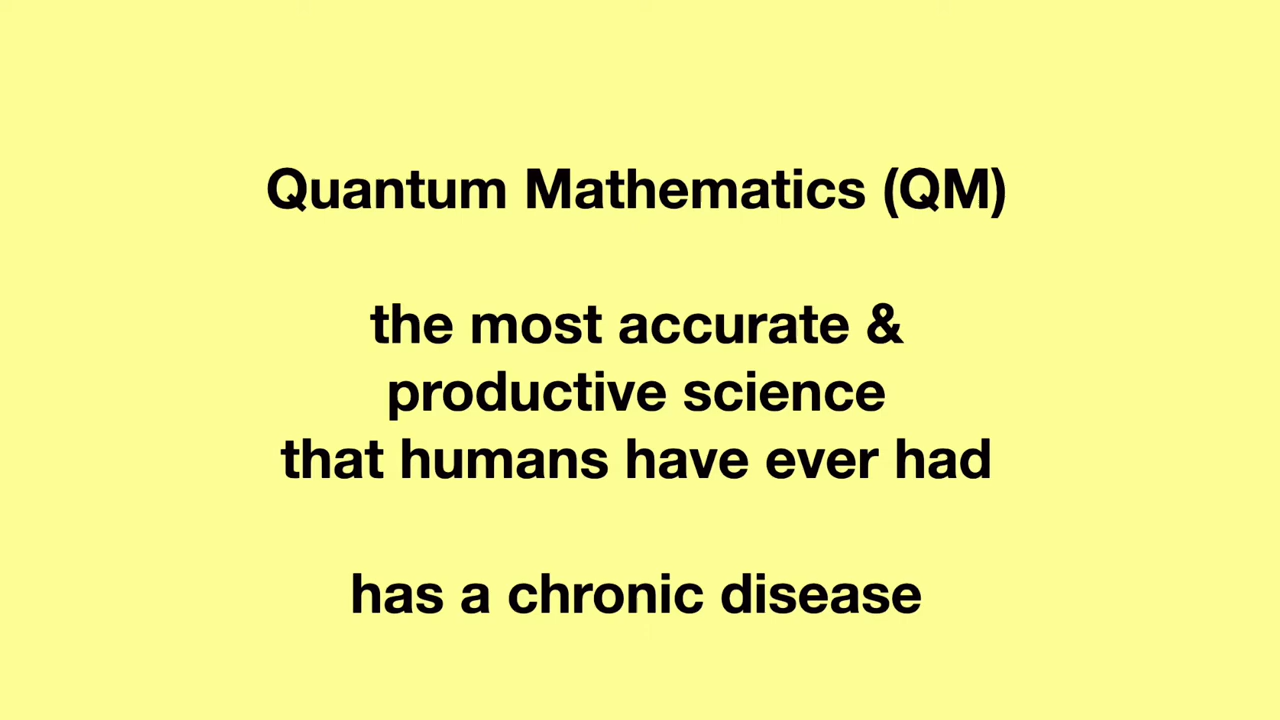 Quantum Mathematics (QM)
the most accurate &
productive science
that humans have ever had
has a chronic disease